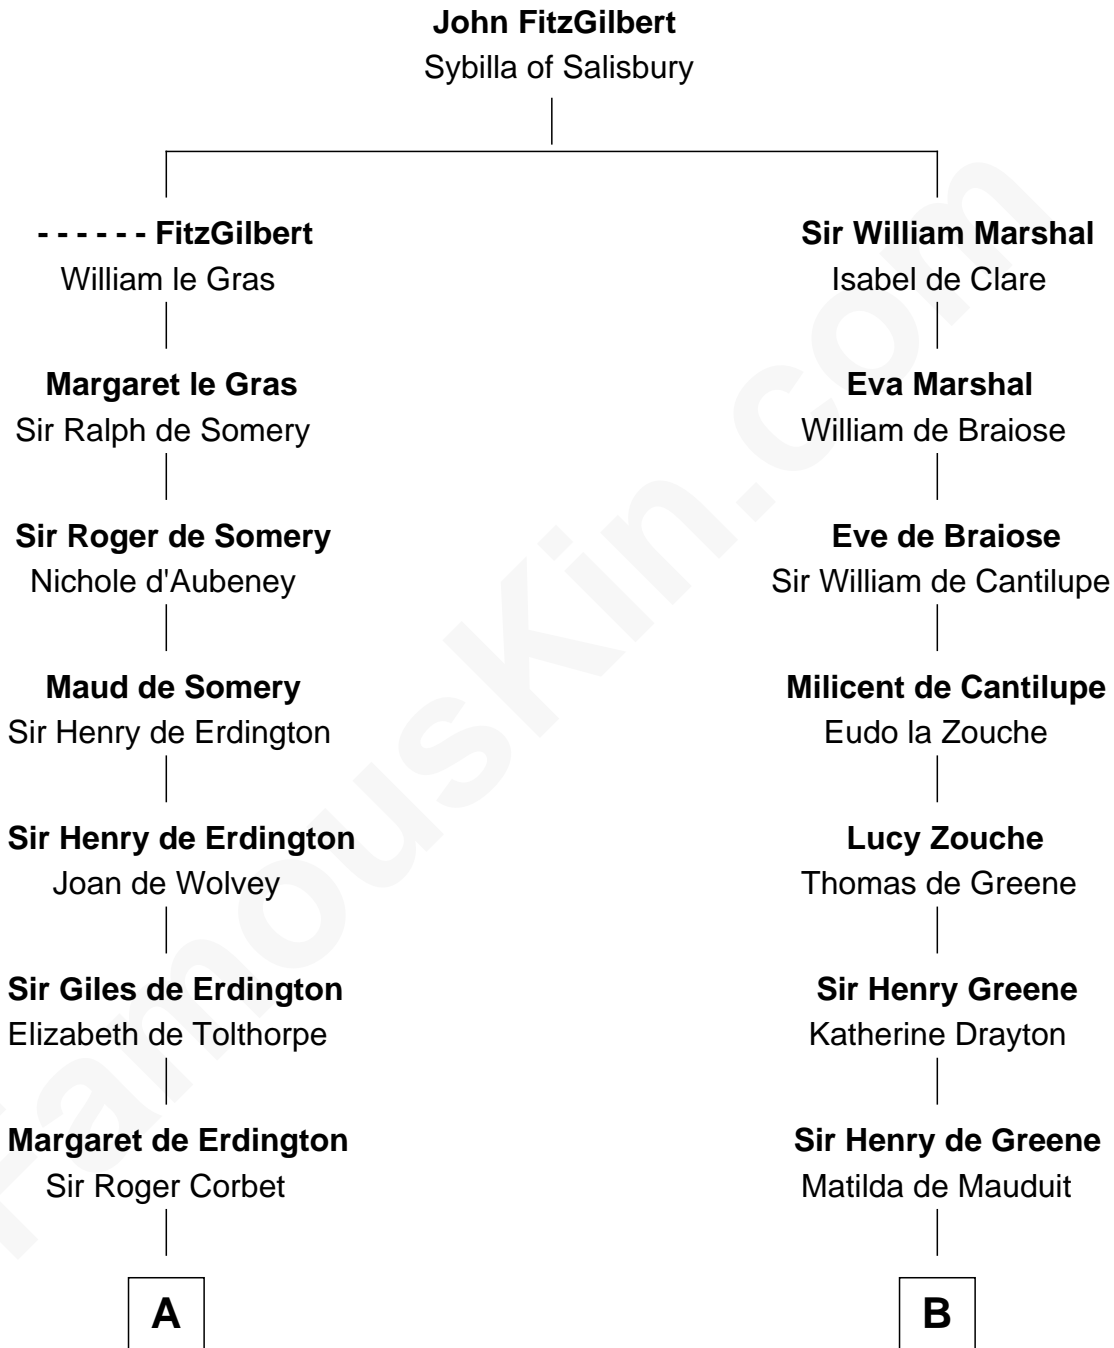 John FitzGilbert
Sybilla of Salisbury
- - - - - - FitzGilbert
William le Gras
Margaret le Gras
Sir Ralph de Somery
Sir Roger de Somery
Nichole d'Aubeney
Maud de Somery
Sir Henry de Erdington
Sir Henry de Erdington
Joan de Wolvey
Sir Giles de Erdington
Elizabeth de Tolthorpe
Margaret de Erdington
Sir Roger Corbet
A
Sir William Marshal
Isabel de Clare
Eva Marshal
William de Braiose
Eve de Braiose
Sir William de Cantilupe
Milicent de Cantilupe
Eudo la Zouche
Lucy Zouche
Thomas de Greene
Sir Henry Greene
Katherine Drayton
Sir Henry de Greene
Matilda de Mauduit
B
FamousKin.com